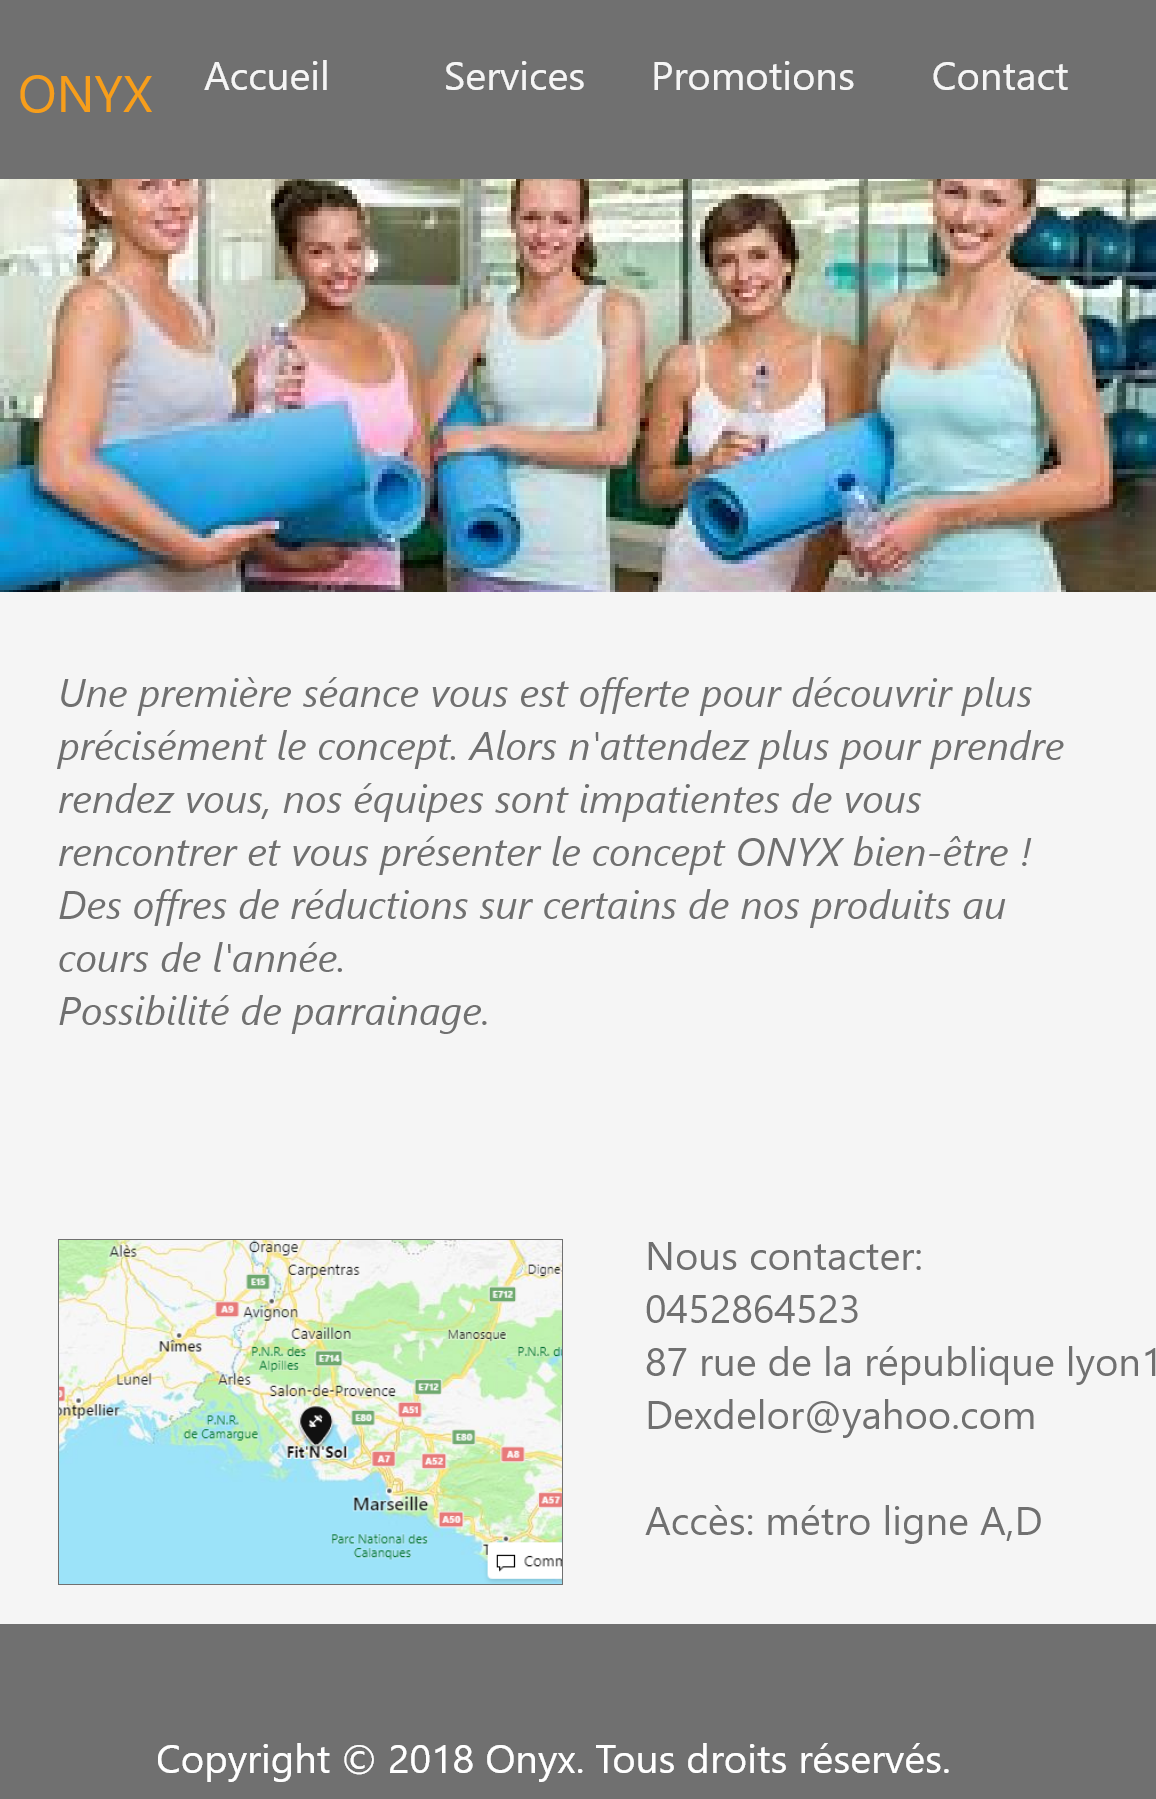 ONYX
Accueil
Services
Promotions
Contact
Une première séance vous est offerte pour découvrir plus
précisément le concept. Alors n'attendez plus pour prendre
rendez vous, nos équipes sont impatientes de vous
rencontrer et vous présenter le concept ONYX bien-être !
Des offres de réductions sur certains de nos produits au
cours de l'année.
Possibilité de parrainage.
Alès
Orange
Carpentras
Digne
E15
E712
A9
Avignon
Cavaillon
Manosque
Nîmes
P.N.R. des
Alpilles
E714
P.N.R. du
Lunel
Arles
Salon-de-Provence
E712
ontpellier
A51
P.N.R.
de Camargue
E80
E80
Fit'N'Sol
A7
A52
A8
Marseille
A57
A50
Parc National des
Calanques
T
Comm
Nous contacter:
0452864523
87 rue de la république lyon1
Dexdelor@yahoo.com
Accès: métro ligne A,D
Copyright © 2018 Onyx. Tous droits réservés.